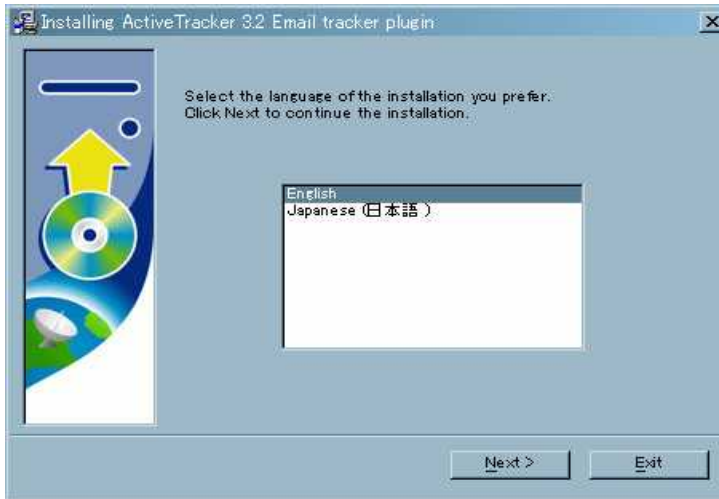 Installing ActiveTracker 3.2 Email tracker plugin
Select the language of the installation you prefer.
Click Next to continue the installation.
English
Japanese (日本語 )
Next >
Exit